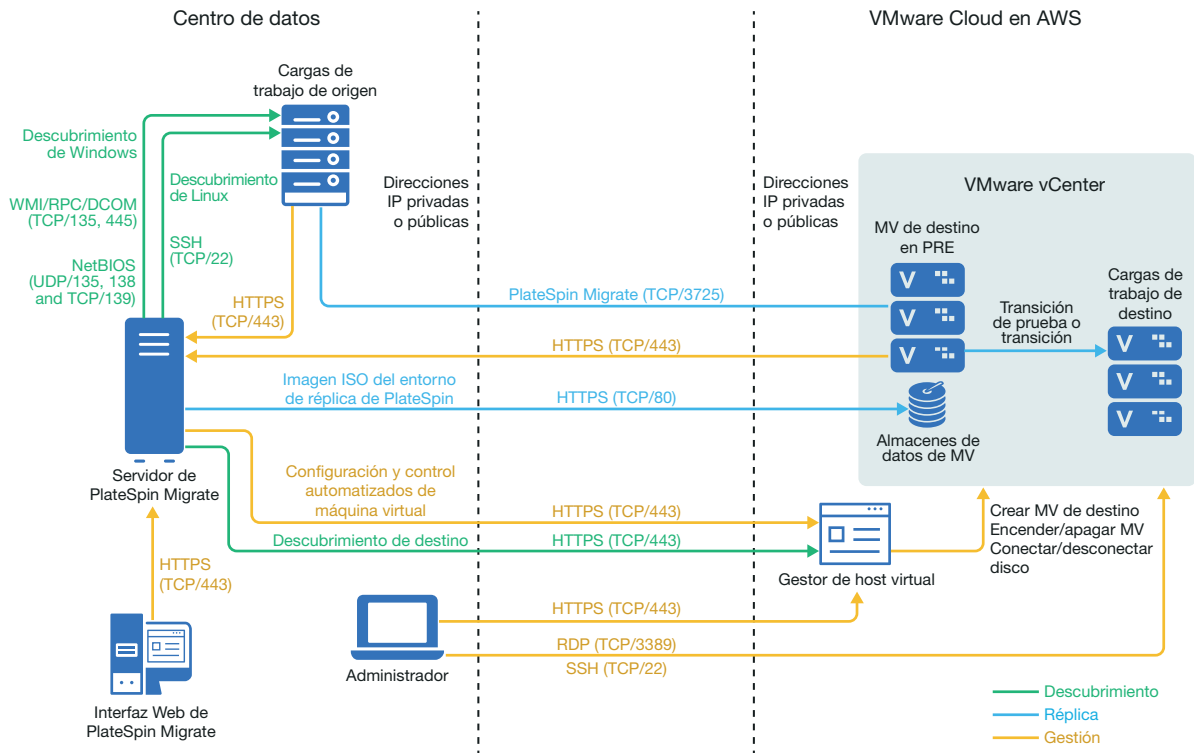 Centro de datos
VMware Cloud en AWS
Cargas de
trabajo de origen
Descubrimiento
de Windows
Descubrimiento
de Linux
WMI/RPC/DCOM
(TCP/135, 445)
SSH
(TCP/22)
NetBIOS
(UDP/135, 138
and TCP/139)
HTTPS
(TCP/443)
Direcciones
IP privadas
o públicas
Direcciones
IP privadas
o públicas
VMware vCenter
MV de destino
en PRE
V
V
V
Cargas de
trabajo de
destino
V
V
V
Transición
de prueba o
transición
PlateSpin Migrate (TCP/3725)
HTTPS (TCP/443)
Imagen ISO del entorno
de réplica de PlateSpin
HTTPS (TCP/80)
Almacenes de
datos de MV
Servidor de
PlateSpin Migrate
Configuración y control
automatizados de
máquina virtual
HTTPS (TCP/443)
Descubrimiento de destino
HTTPS (TCP/443)
Gestor de host virtual
Crear MV de destino
Encender/apagar MV
Conectar/desconectar
disco
HTTPS
(TCP/443)
Interfaz Web de
PlateSpin Migrate
Administrador
HTTPS (TCP/443)
RDP (TCP/3389)
SSH (TCP/22)
Descubrimiento
Réplica
Gestión